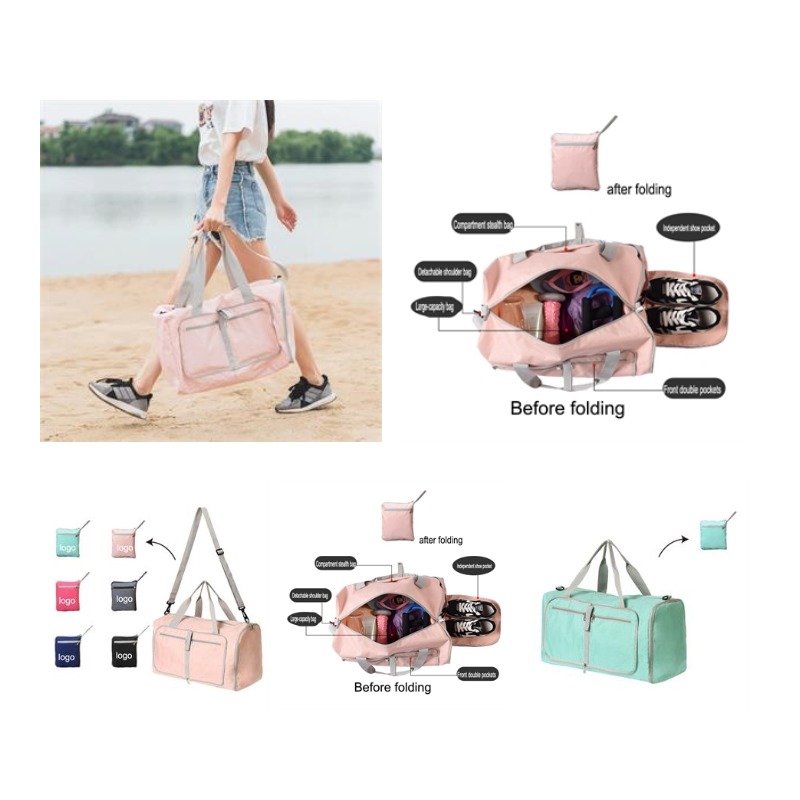 after folding
Compartment stealth bag
Independent shoe pocket
Detachable shoulder bag
Large-capacity bag
Front double pockets
Before folding
logo
logo
logo
logo
logo
logo
after folding
Compartment stealth bag
Independent shoe pocket
Detachable shoulder bag
Large-capacity bag
Front double pockets
Before folding